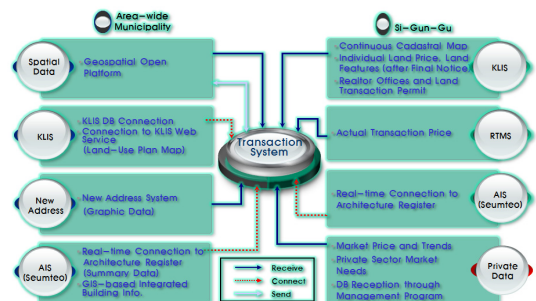 Area-wide
Municipality
Si-Gun-Gu
Spatial
Data
Geospatial Open
Platform
Continuous Cadastral Map
Individual Land Price, Land
Features (after Final Notice)
Realtor Offices and Land
Transaction Permit
KLIS
KLIS
KLIS DB Connection
Connection to KLIS Web
Service
(Land-Use Plan Map)
Transaction
System
Actual Transaction Price
RTMS
New
Address
New Address System
(Graphic Data)
Real-time Connection to
Architecture Register
AIS
(Seumteo)
AIS
(Seumteo)
Real-time Connection to
Architecture Register
(Summary Data)
GIS-based Integrated
Building Info.
Receive
Connect
Send
Market Price and Trends
Private Sector Market
Needs
DB Reception through
Management Program
Private
Data